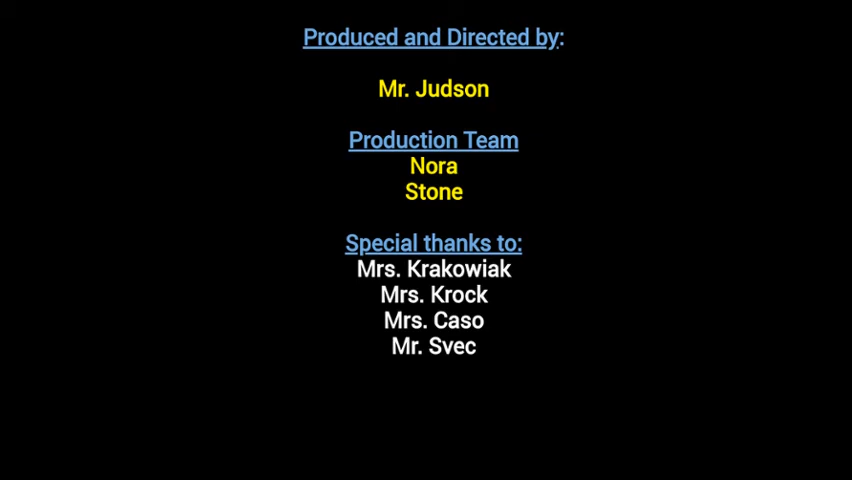 Produced and Directed by:
Mr. Judson
Production Team
Nora
Stone
Special thanks to:
Mrs. Krakowiak
Mrs. Krock
Mrs. Caso
Mr. Svec